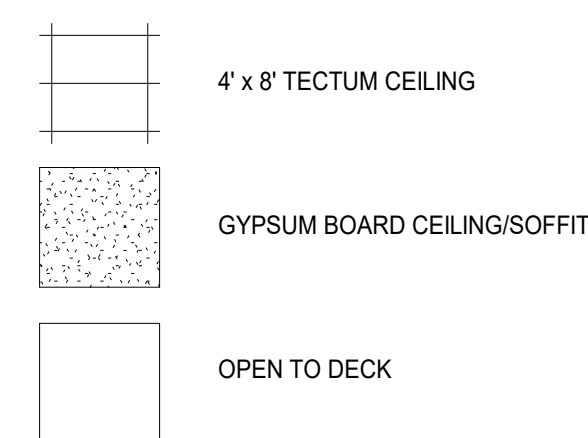 4' x 8' TECTUM CEILING
GYPSUM BOARD CEILING/SOFFIT
OPEN TO DECK